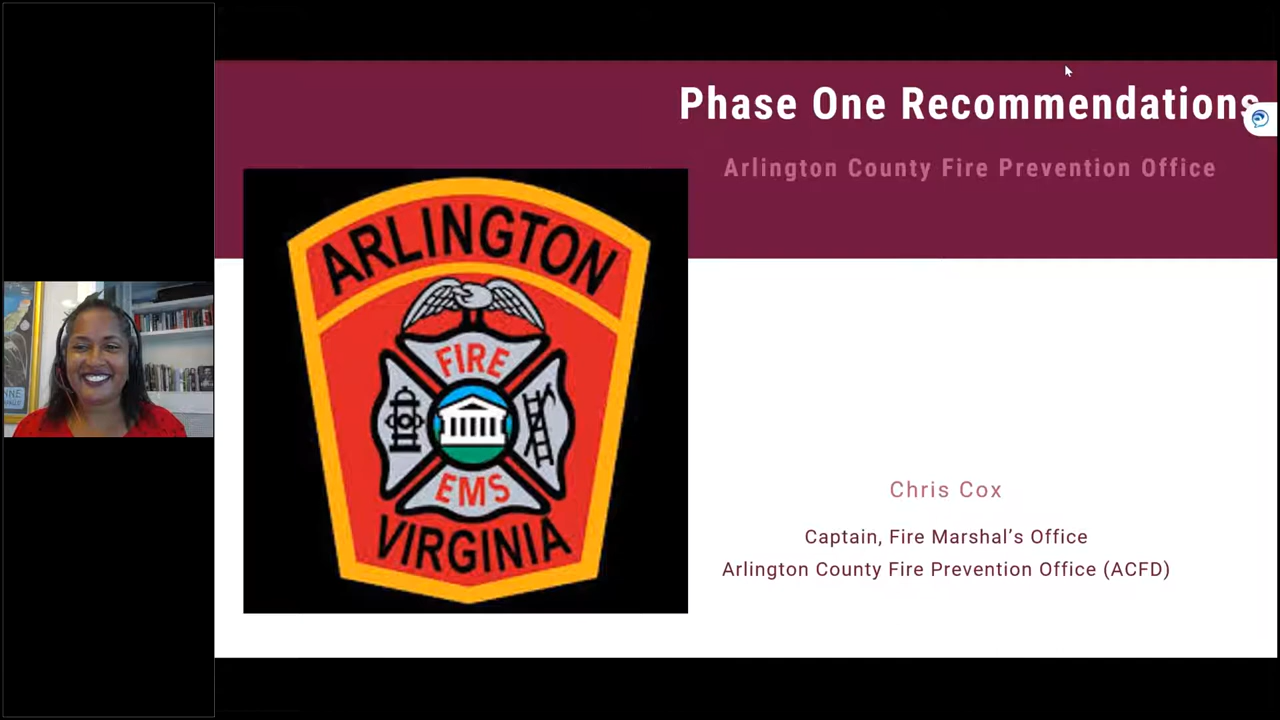 Phase One Recommendations
Arlington County Fire Prevention Office
ARLINGTON
FIRE
EMS
VIRGINIA
Chris Cox
Captain, Fire Marshal's Office
Arlington County Fire Prevention Office (ACFD)